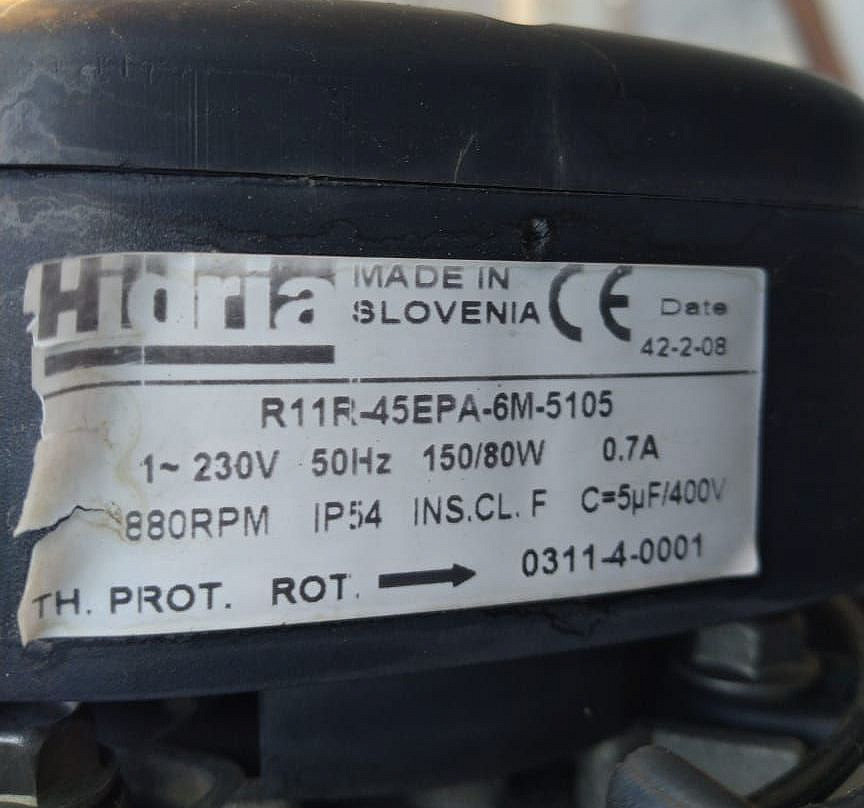 Hidria
MADE IN
SLOVENIA
CE
Date
42-2-08
R11R-45EPA-6M-5105
1~ 230V 50Hz 150/80W 0.7A
880RPM IP54 INS.CL. F C=5µF/400V
TH. PROT. ROT. 0311-4-0001